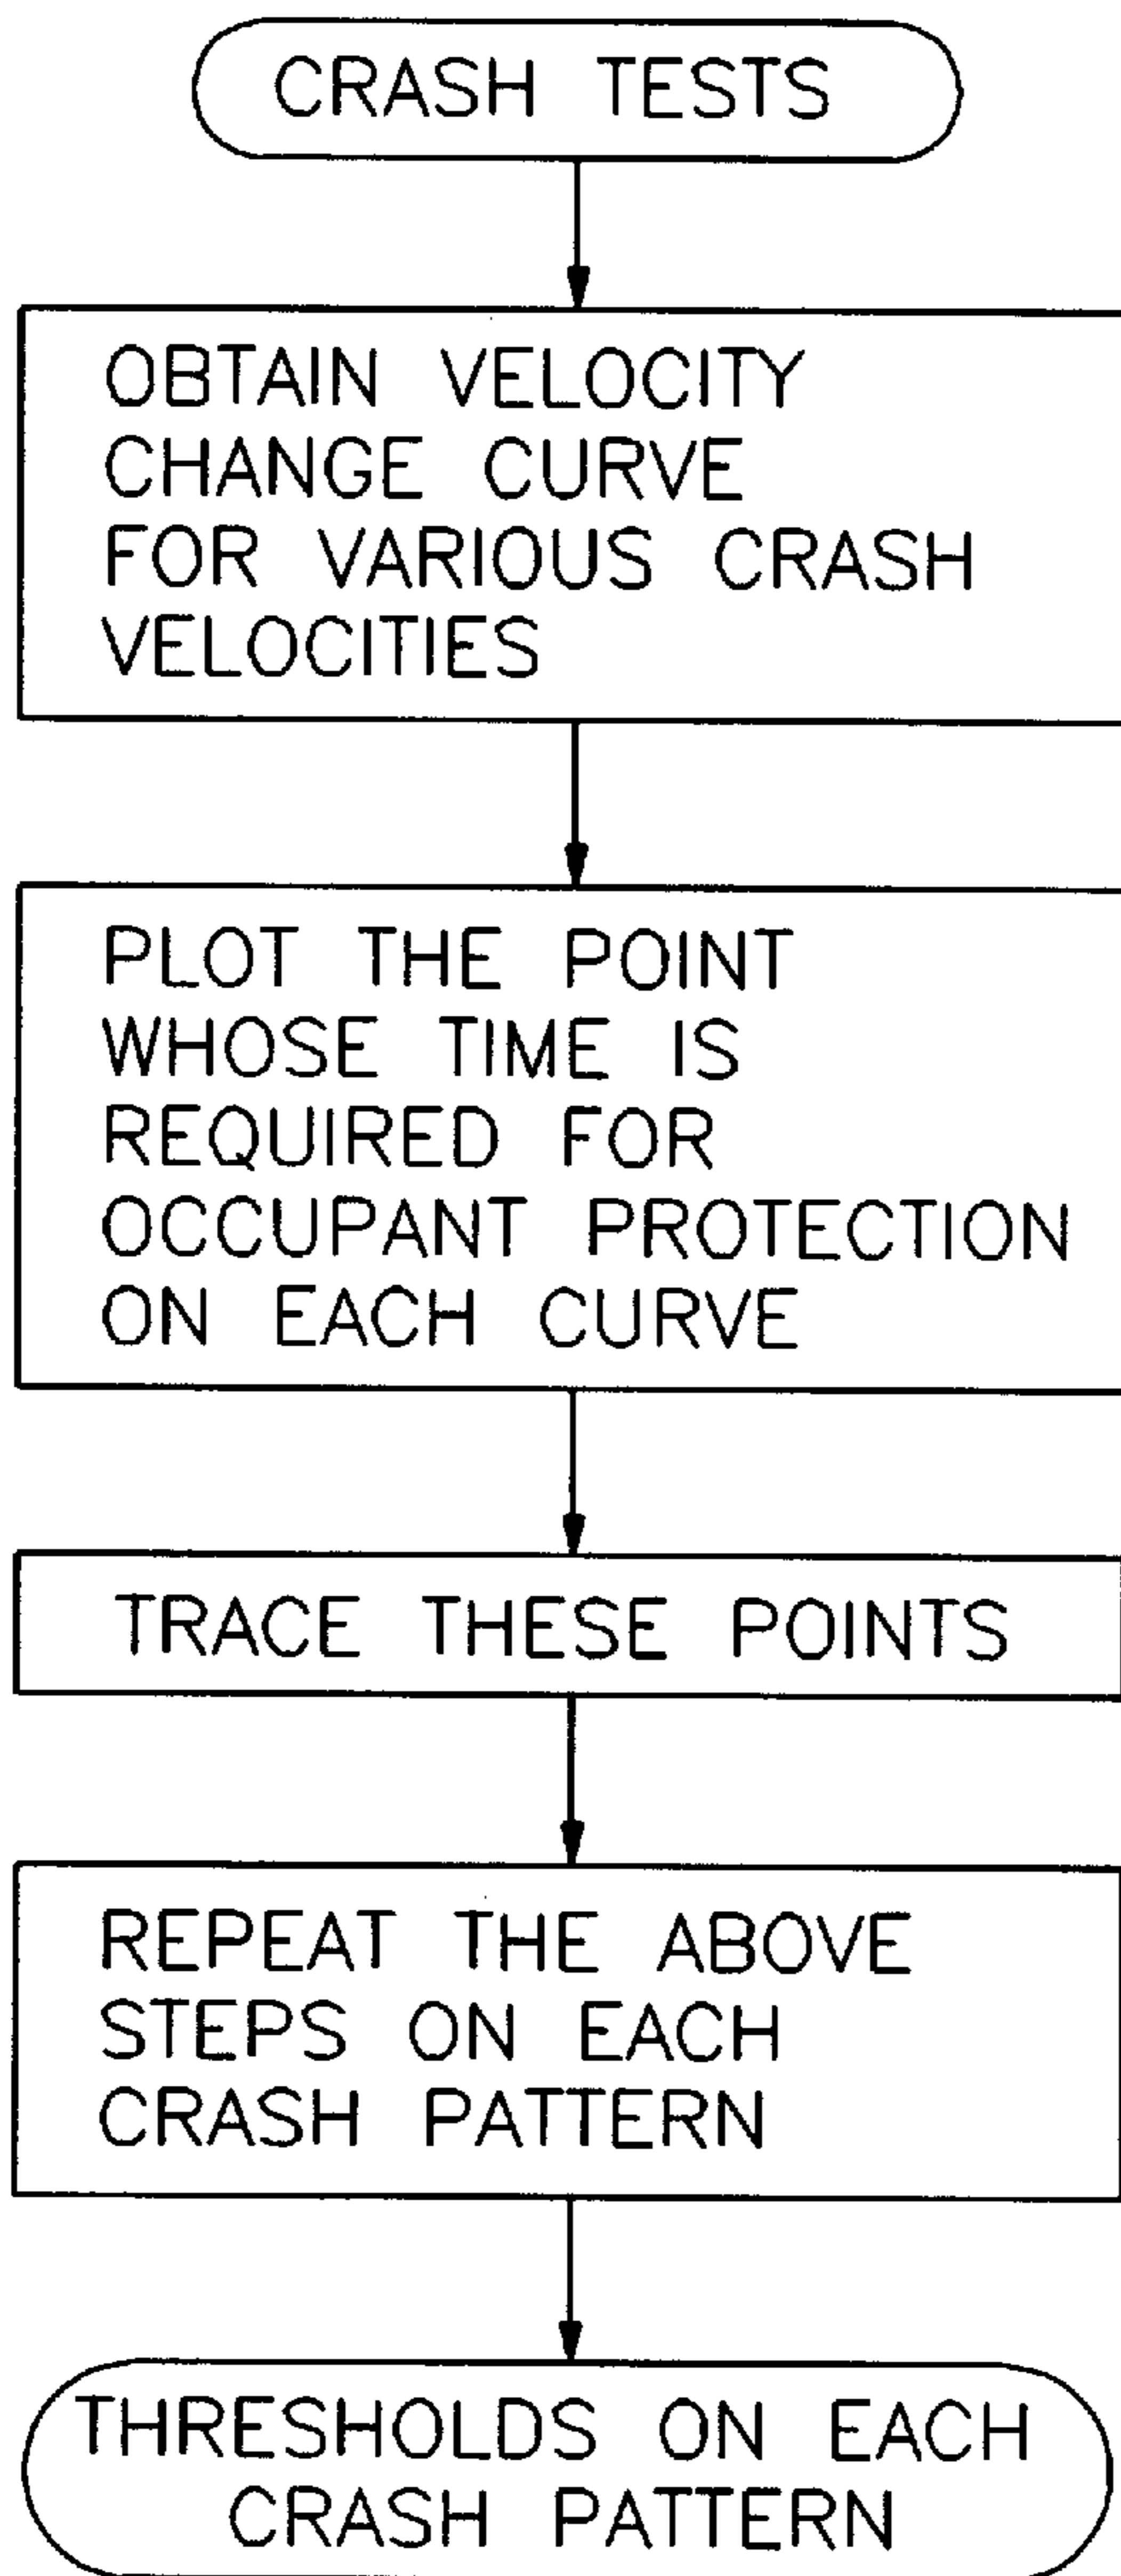 CRASH TESTS
OBTAIN VELOCITY
CHANGE CURVE
FOR VARIOUS CRASH
VELOCITIES
PLOT THE POINT
WHOSE TIME IS
REQUIRED FOR
OCCUPANT PROTECTION
ON EACH CURVE
TRACE THESE POINTS
REPEAT THE ABOVE
STEPS ON EACH
CRASH PATTERN
THRESHOLDS ON EACH
CRASH PATTERN